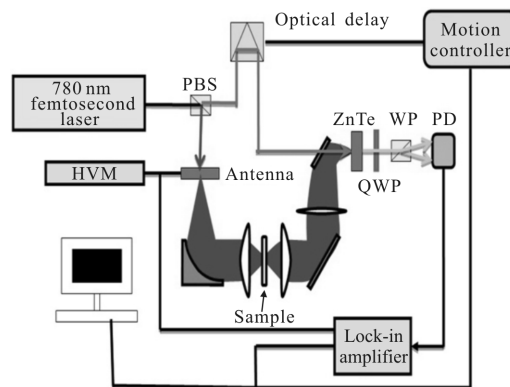 Optical delay
Motion
controller
PBS
780 nm
femtosecond
laser
ZnTe
WP
PD
HVM
Antenna
QWP
Sample
Lock-in
amplifier